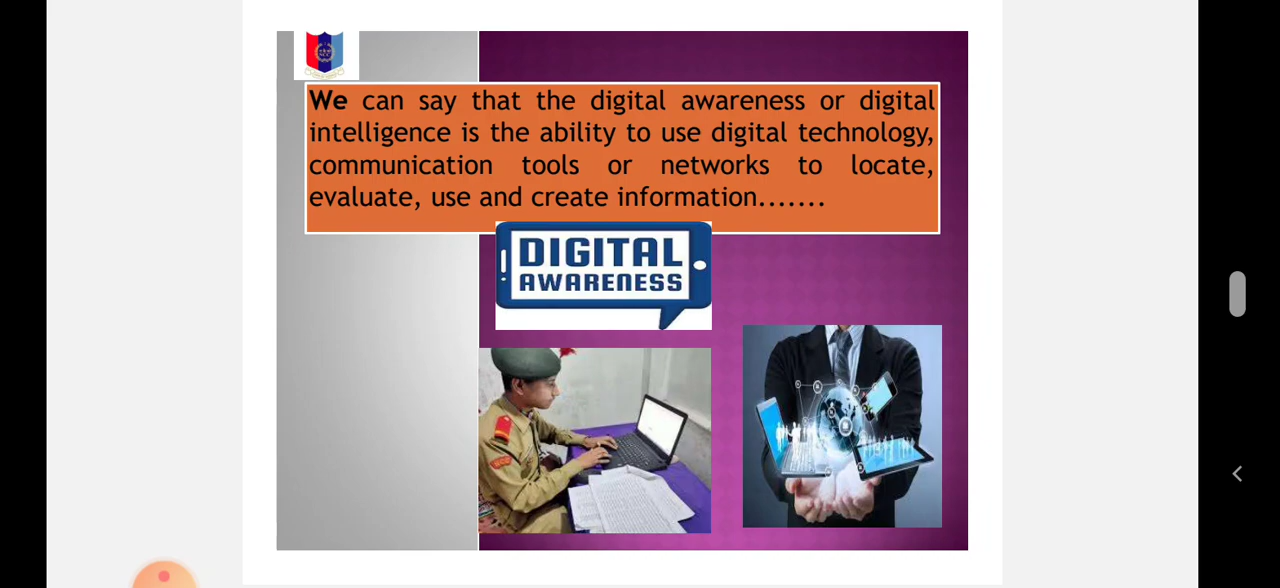 We can say that the digital awareness or digital
intelligence is the ability to use digital technology,
communication tools or networks to locate,
evaluate, use and create information.......
DIGITAL
AWARENESS